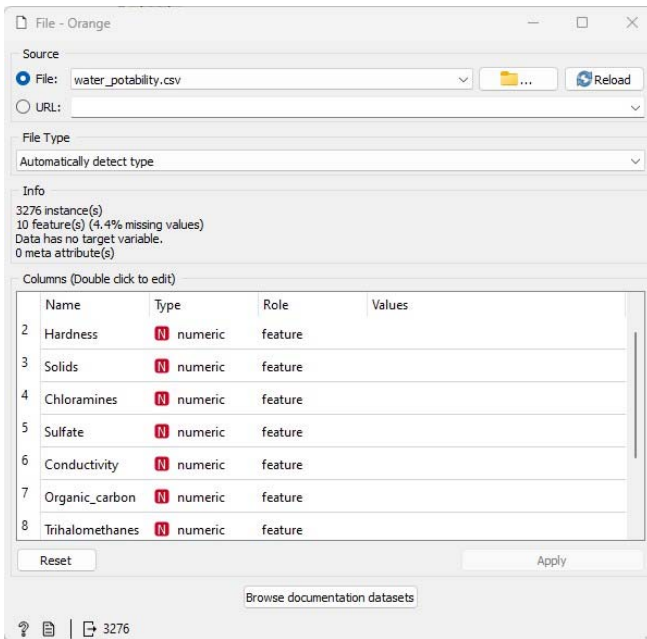 File - Orange
Source
File: water_potability.csv ... Reload
URL:
File Type
Automatically detect type
Info
3276 instance(s)
10 feature(s) (4.4% missing values)
Data has no target variable.
0 meta attribute(s)
Columns (Double click to edit)
Name Type Role Values
2 Hardness N numeric feature
3 Solids N numeric feature
4 Chloramines N numeric feature
5 Sulfate N numeric feature
6 Conductivity N numeric feature
7 Organic_carbon N numeric feature
8 Trihalomethanes N numeric feature
Reset Apply
Browse documentation datasets
? 3276